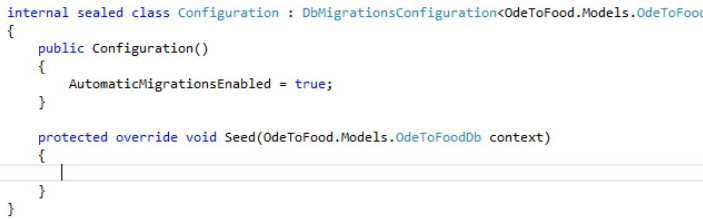 internal sealed class Configuration : DbMigrationsConfiguration<OdeToFood.Models.OdeToFood
{
public Configuration()
{
AutomaticMigrationsEnabled = true;
}
protected override void Seed(OdeToFood.Models.OdeToFoodDb context)
{
}
}